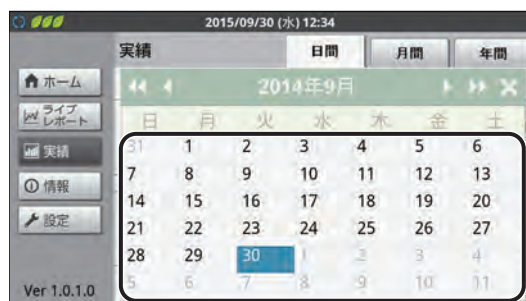 2015/09/30 (水) 12:34
実績
日間
月間
年間
ホーム
ライブ
レポート
実績
情報
設定
Ver 1.0.1.0
2014年9月
日 月 火 水 木 金 土
31 1 2 3 4 5 6
7 8 9 10 11 12 13
14 15 16 17 18 19 20
21 22 23 24 25 26 27
28 29 30 1 2 3 4
5 6 7 8 9 10 11